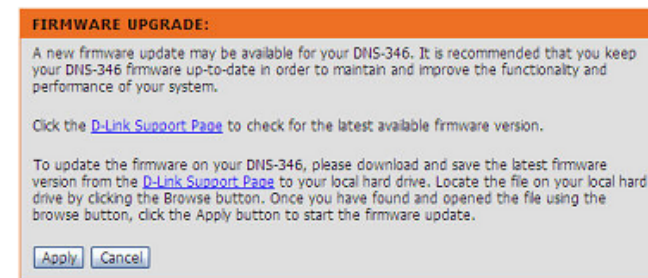 FIRMWARE UPGRADE:
A new firmware update may be available for your DNS-346. It is recommended that you keep
your DNS-346 firmware up-to-date in order to maintain and improve the functionality and
performance of your system.
Click the D-Link Support Page to check for the latest available firmware version.
To update the firmware on your DNS-346, please download and save the latest firmware
version from the D-Link Support Page to your local hard drive. Locate the file on your local hard
drive by clicking the Browse button. Once you have found and opened the file using the
browse button, click the Apply button to start the firmware update.
Apply Cancel